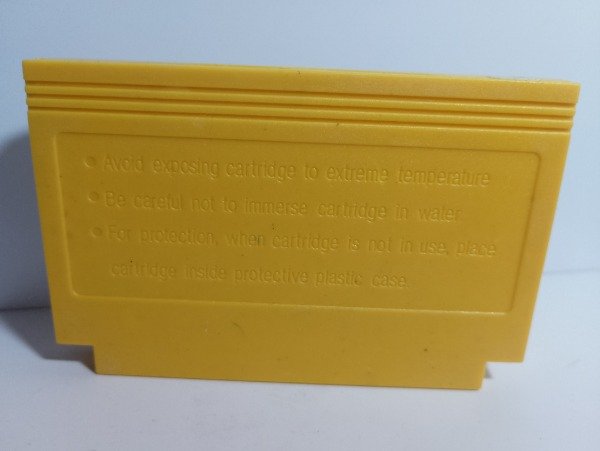 Avoid exposing cartridge to extreme temperature
Be careful not to immerse cartridge in water.
For protection, when cartridge is not in use, place
cartridge inside protective plastic case.